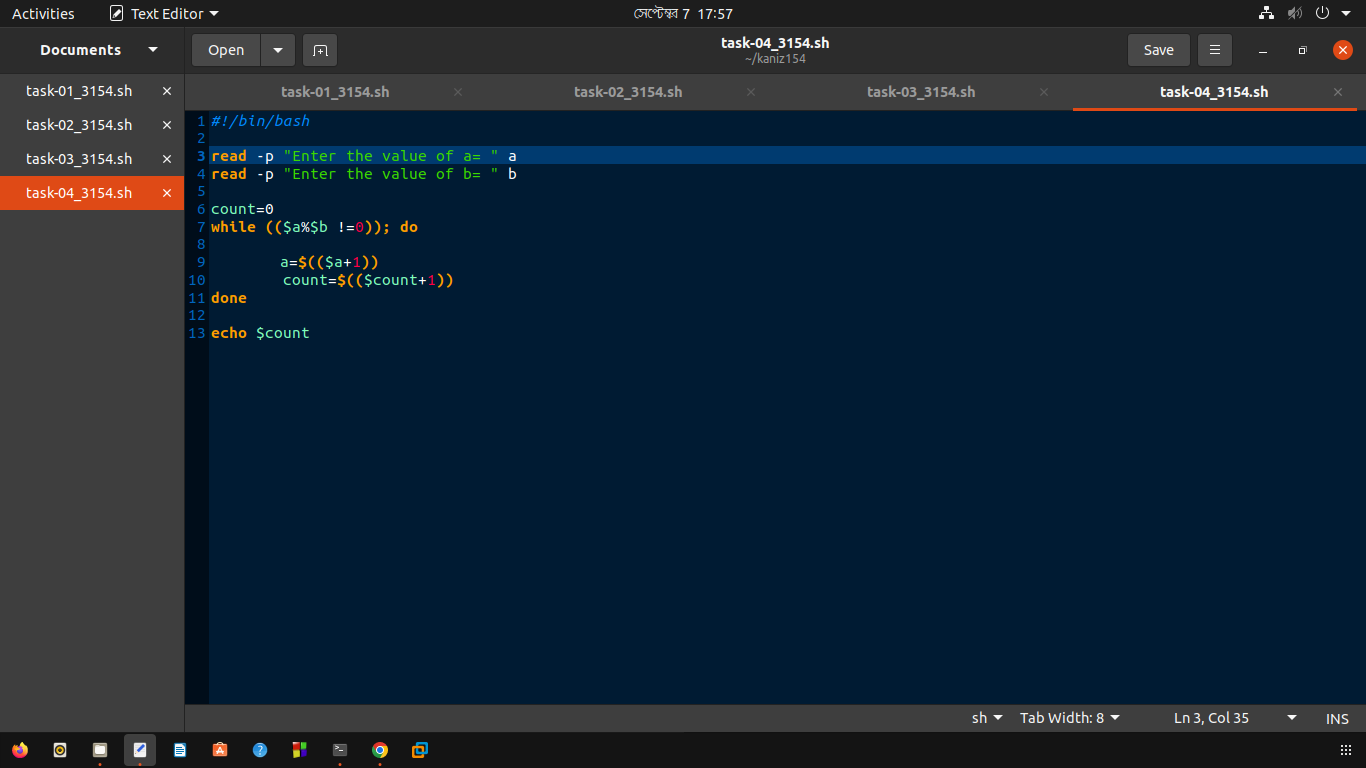 Activities
Text Editor
সেপ্টেম্বর 7 17:57
Documents
Open
task-04_3154.sh
~/kaniz154
Save
task-01_3154.sh
task-02_3154.sh
task-03_3154.sh
task-04_3154.sh
task-01_3154.sh
task-02_3154.sh
task-03_3154.sh
task-04_3154.sh
1 #!/bin/bash
2
3 read -p "Enter the value of a= " a
4 read -p "Enter the value of b= " b
5
6 count=0
7 while (($a%$b !=0)); do
8
9 a=$(($a+1))
10 count=$(($count+1))
11 done
12
13 echo $count
sh
Tab Width: 8
Ln 3, Col 35
INS